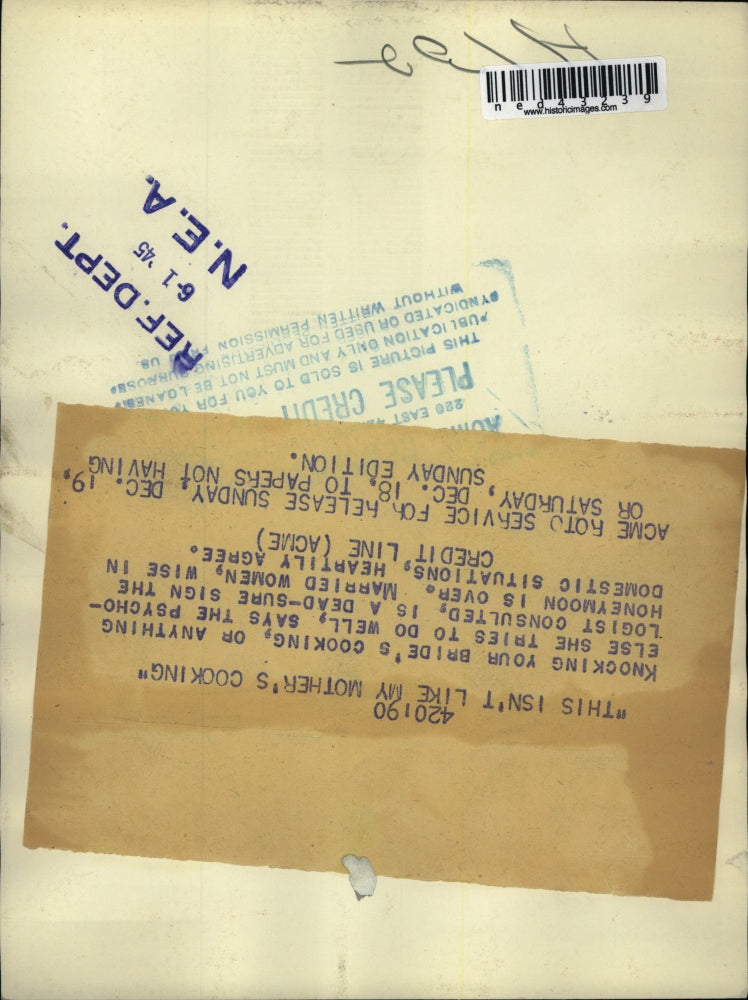 ned43239
www.historicimages.com
REF. DEPT.
6-1 '45
N.E.A.
220 EAST
PLEASE CREDIT
THIS PICTURE IS SOLD TO YOU FOR
PUBLICATION ONLY AND MUST NOT BE LOANED,
SYNDICATED OR USED FOR ADVERTISING PURPOSES
WITHOUT WRITTEN PERMISSION US
420190
"THIS ISN'T LIKE MY MOTHER'S COOKING"
KNOCKING YOUR BRIDE'S COOKING, OR ANYTHING
ELSE SHE TRIES TO DO WELL, SAYS THE PSYCHO-
LOGIST CONSULTED, IS A DEAD-SURE SIGN THE
HONEYMOON IS OVER. MARRIED WOMEN, WISE IN
DOMESTIC SITUATIONS, HEARTILY AGREE.
CREDIT LINE (ACME)
ACME ROTO SERVICE FOR RELEASE SUNDAY, DEC. 19,
OR SATURDAY, DEC. 18, TO PAPERS NOT HAVING
SUNDAY EDITION.